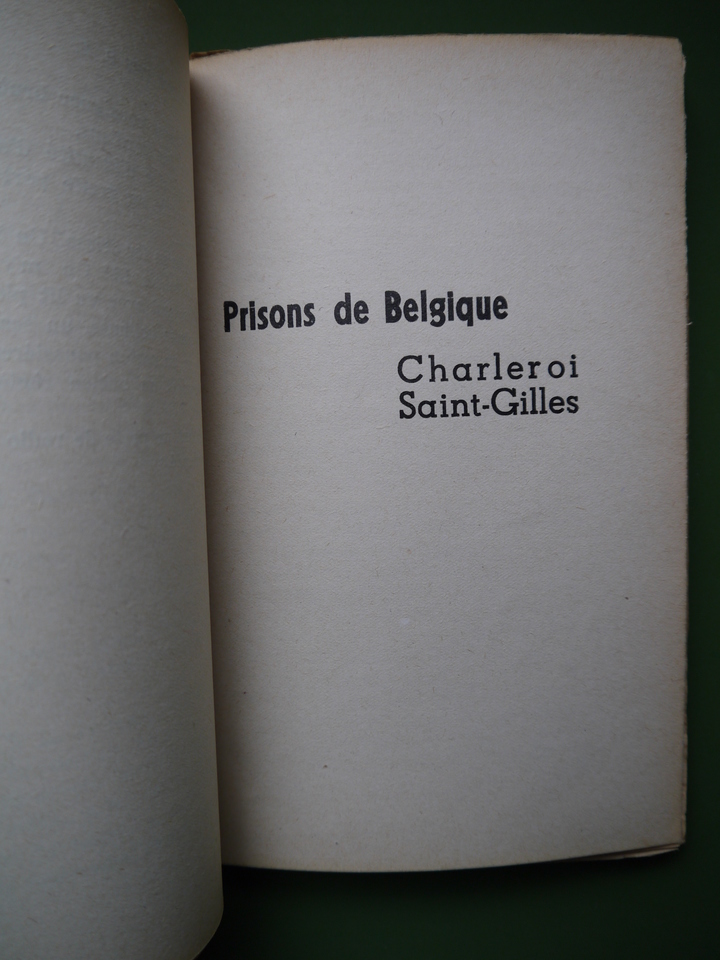 Prisons de Belgique
Charleroi
Saint-Gilles